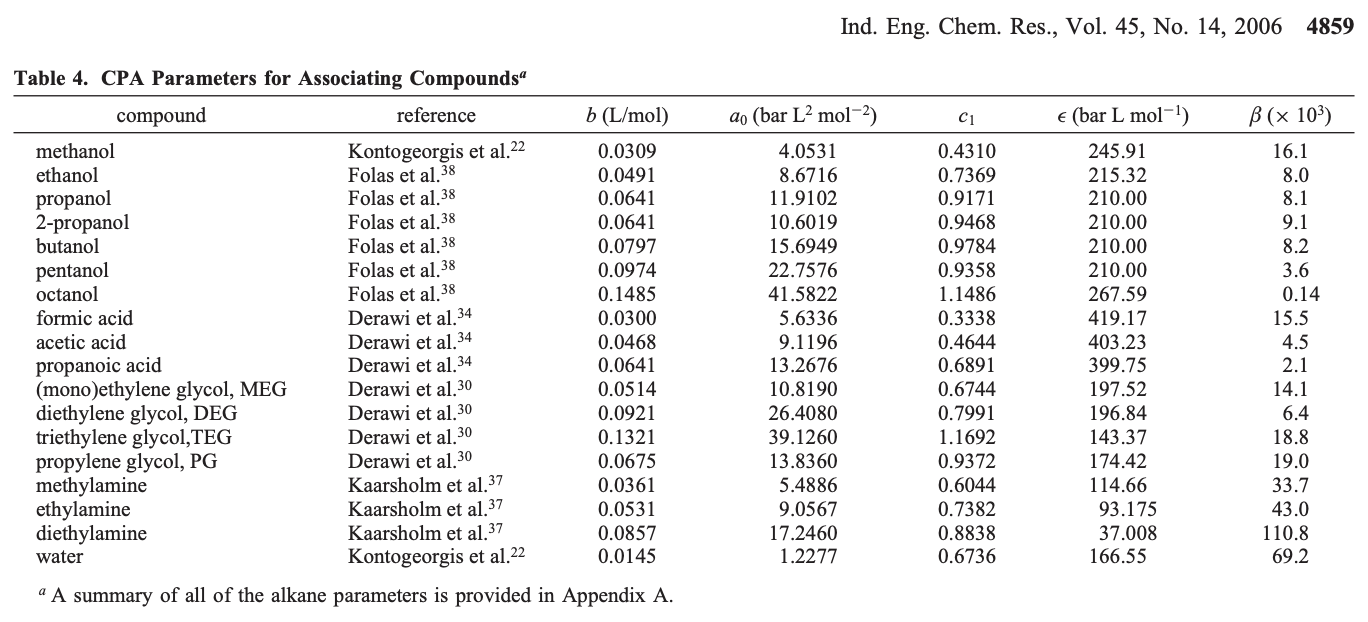 Ind. Eng. Chem. Res., Vol. 45, No. 14, 2006 4859
Table 4. CPA Parameters for Associating Compoundsᵃ
compound reference b (L/mol) a₀ (bar L² mol⁻²) c₁ ϵ (bar L mol⁻¹) β (× 10³)
methanol Kontogeorgis et al.²² 0.0309 4.0531 0.4310 245.91 16.1
ethanol Folas et al.³⁸ 0.0491 8.6716 0.7369 215.32 8.0
propanol Folas et al.³⁸ 0.0641 11.9102 0.9171 210.00 8.1
2-propanol Folas et al.³⁸ 0.0641 10.6019 0.9468 210.00 9.1
butanol Folas et al.³⁸ 0.0797 15.6949 0.9784 210.00 8.2
pentanol Folas et al.³⁸ 0.0974 22.7576 0.9358 210.00 3.6
octanol Folas et al.³⁸ 0.1485 41.5822 1.1486 267.59 0.14
formic acid Derawi et al.³⁴ 0.0300 5.6336 0.3338 419.17 15.5
acetic acid Derawi et al.³⁴ 0.0468 9.1196 0.4644 403.23 4.5
propanoic acid Derawi et al.³⁴ 0.0641 13.2676 0.6891 399.75 2.1
(mono)ethylene glycol, MEG Derawi et al.³⁰ 0.0514 10.8190 0.6744 197.52 14.1
diethylene glycol, DEG Derawi et al.³⁰ 0.0921 26.4080 0.7991 196.84 6.4
triethylene glycol,TEG Derawi et al.³⁰ 0.1321 39.1260 1.1692 143.37 18.8
propylene glycol, PG Derawi et al.³⁰ 0.0675 13.8360 0.9372 174.42 19.0
methylamine Kaarsholm et al.³⁷ 0.0361 5.4886 0.6044 114.66 33.7
ethylamine Kaarsholm et al.³⁷ 0.0531 9.0567 0.7382 93.175 43.0
diethylamine Kaarsholm et al.³⁷ 0.0857 17.2460 0.8838 37.008 110.8
water Kontogeorgis et al.²² 0.0145 1.2277 0.6736 166.55 69.2
ᵃ A summary of all of the alkane parameters is provided in Appendix A.